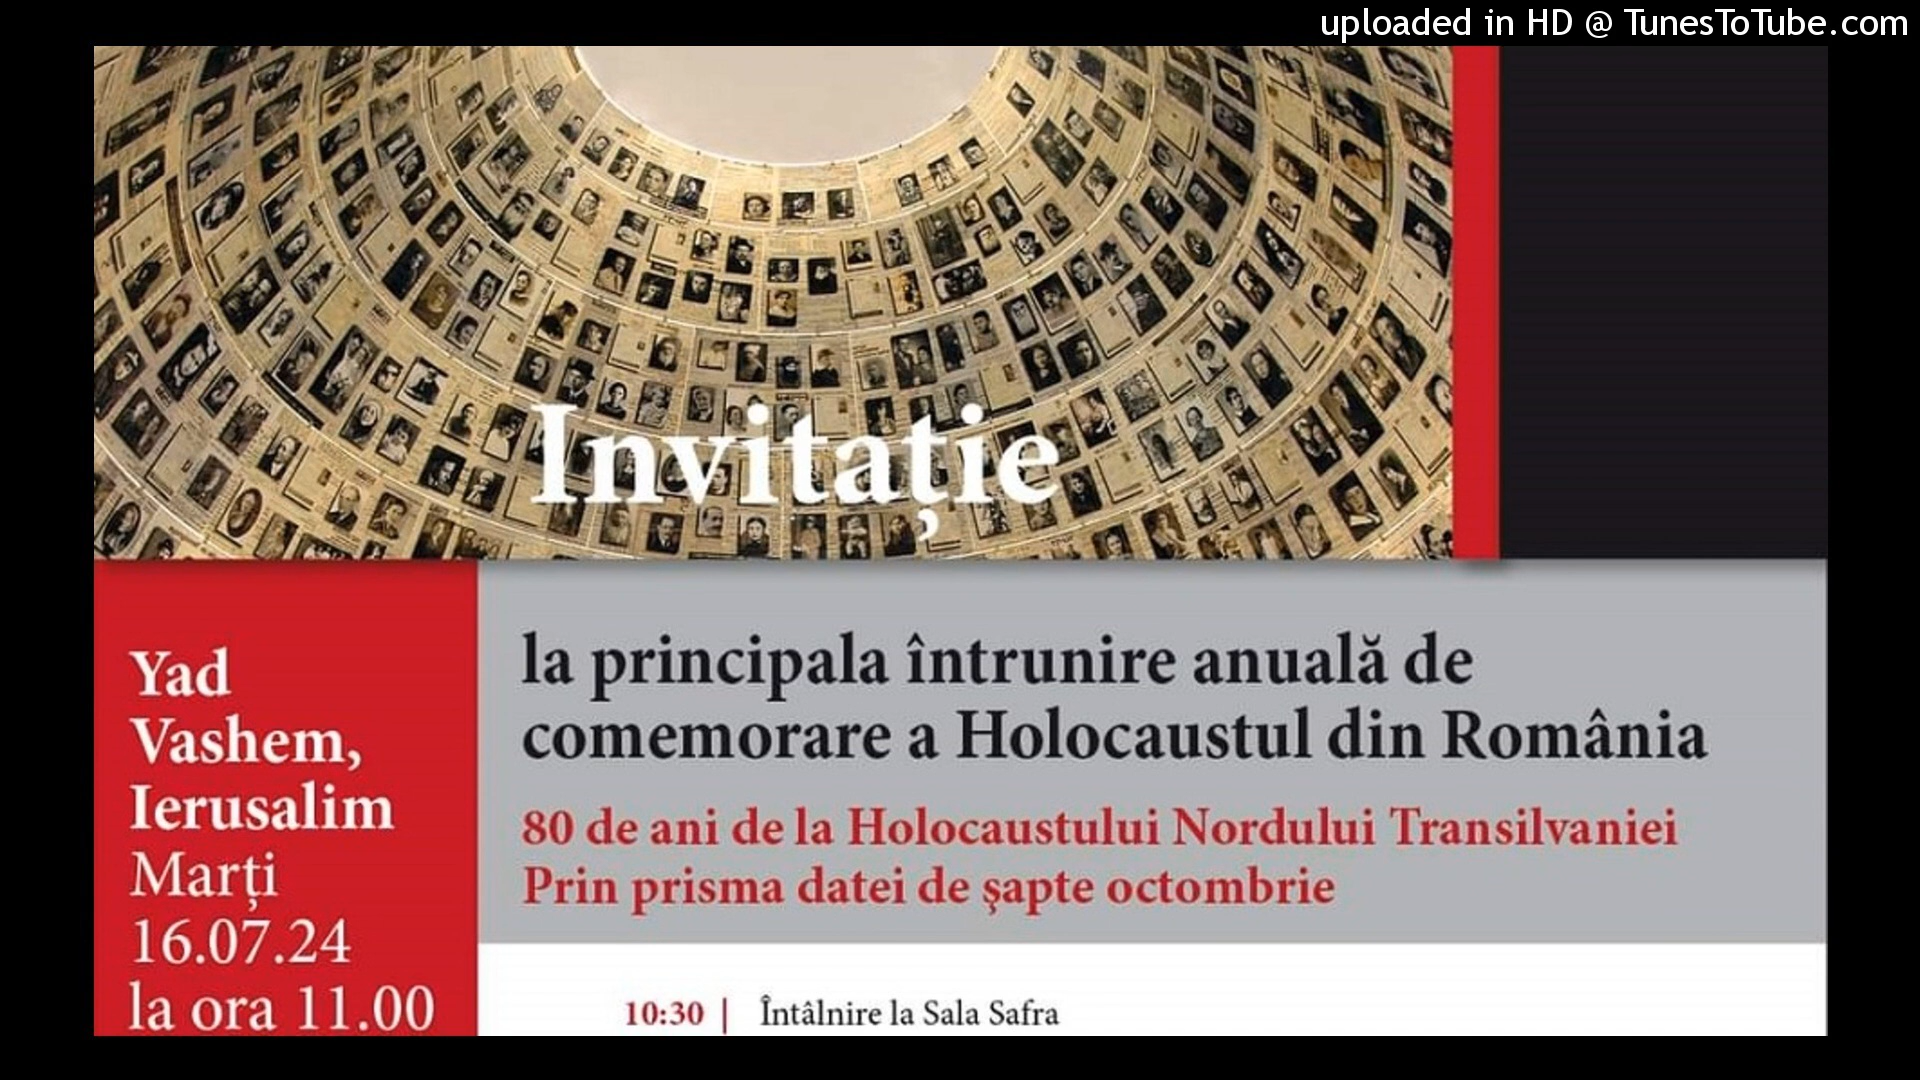 uploaded in HD @ TunesToTube.com
Invitație
Yad
Vashem,
Ierusalim
Marți
16.07.24
la ora 11.00
la principala întrunire anuală de
comemorare a Holocaustul din România
80 de ani de la Holocaustului Nordului Transilvaniei
Prin prisma datei de şapte octombrie
10:30 | Întâlnire la Sala Safra